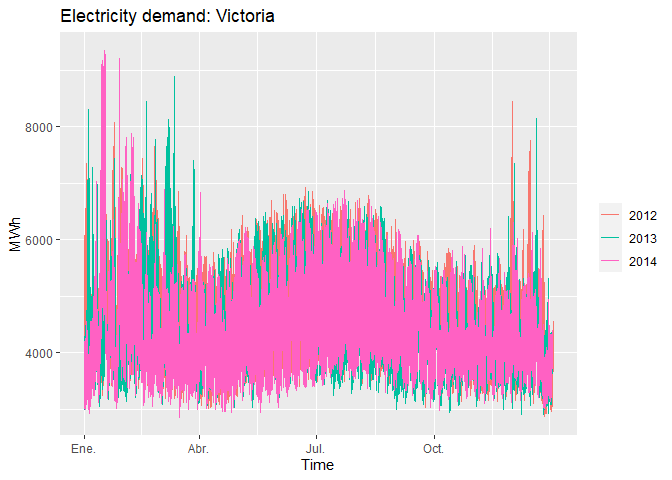 Electricity demand: Victoria
MWh
8000
6000
4000
Ene.
Abr.
Jul.
Oct.
Time
2012
2013
2014